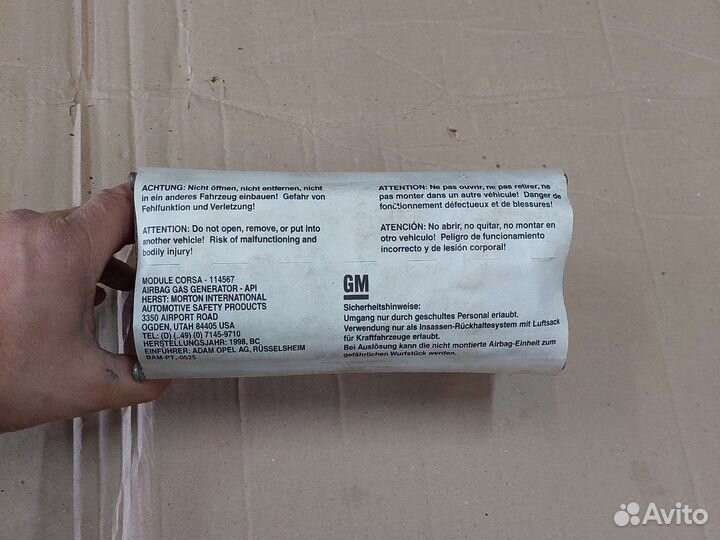 ACHTUNG: Nicht öffnen, nicht entfernen, nicht
in ein anderes Fahrzeug einbauen! Gefahr von
Fehlfunktion und Verletzung!
ATTENTION: Do not open, remove, or put into
another vehicle! Risk of malfunctioning and
bodily injury!
MODULE CORSA - 114567
AIRBAG GAS GENERATOR - API
HERST: MORTON INTERNATIONAL
AUTOMOTIVE SAFETY PRODUCTS
3350 AIRPORT ROAD
OGDEN, UTAH 84405 USA
TEL: (D) (..49) (0) 7145-9710
HERSTELLUNGSJAHR: 1998, BC
EINFÜHRER: ADAM OPEL AG, RÜSSELSHEIM
BAM-PT, -0525
ATTENTION: Ne pas ouvrir, ne pas retirer, ne
pas monter dans un autre véhicule! Danger de
fonctionnement défectueux et de blessures!
ATENCIÓN: No abrir, no quitar, no montar en
otro vehiculo! Peligro de funcionamiento
incorrecto y de lesión corporal!
GM
Sicherheitshinweise:
Umgang nur durch geschultes Personal erlaubt.
Verwendung nur als Insassen-Rückhaltesystem mit Luftsack
für Kraftfahrzeuge erlaubt.
Bei Auslösung kann die nicht montierte Airbag-Einheit zum
gefährlichen Wurfstück werden.
Avito